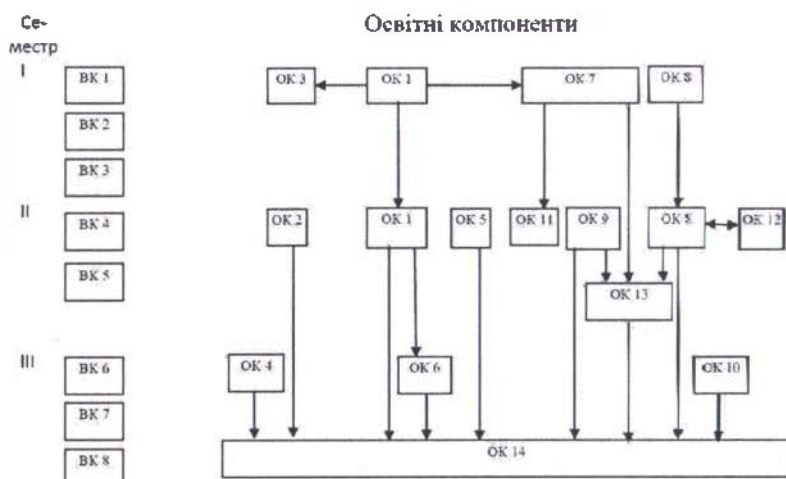 Се-
местр
Освітні компоненти
I
ВК 1
ОК 3
ОК 1
ОК 7
ОК 8
ВК 2
ВК 3
II
ВК 4
ОК 2
ОК 1
ОК 5
ОК 11
ОК 9
ОК 8
ОК 12
ВК 5
ОК 13
III
ВК 6
ОК 4
ОК 6
ОК 10
ВК 7
ВК 8
ОК 14